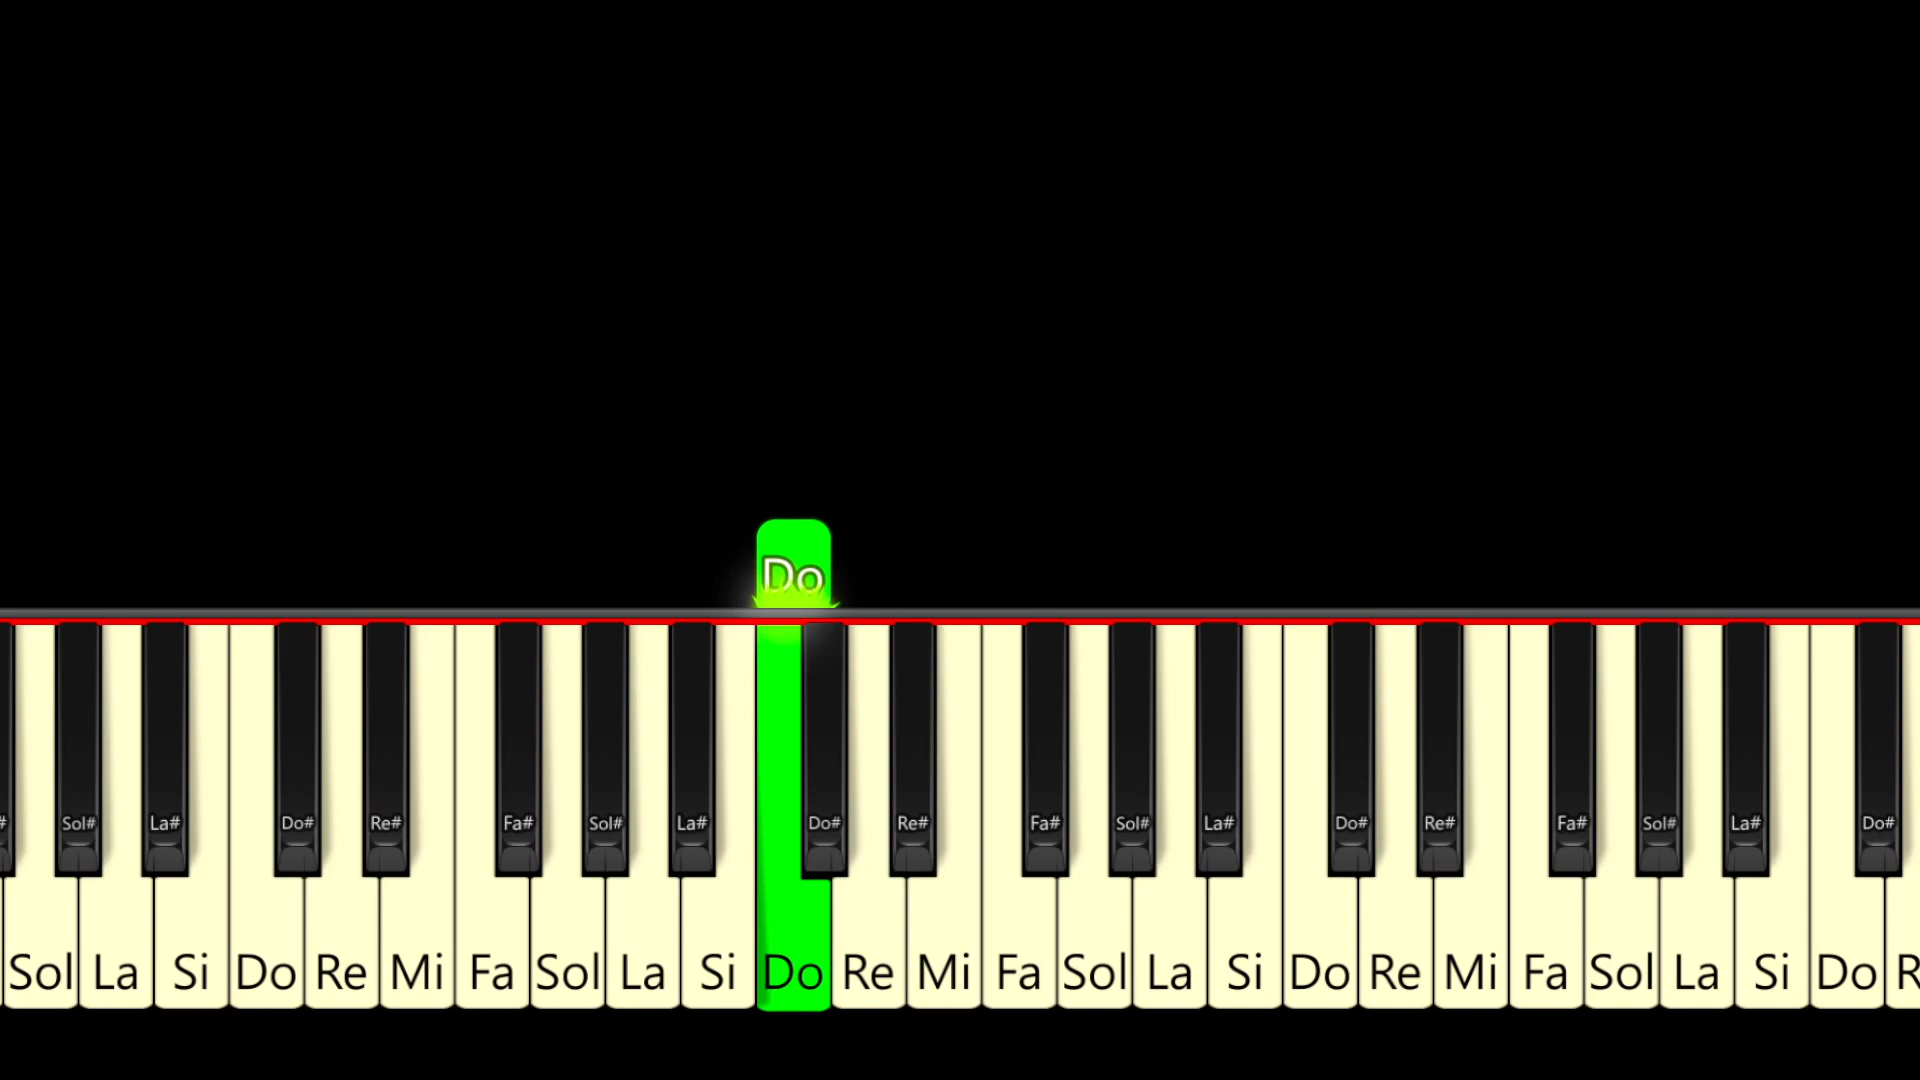 Do
# Sol# La# Do# Re# Fa# Sol# La# Do# Re# Fa# Sol# La# Do# Re# Fa# Sol# La# Do#
Sol La Si Do Re Mi Fa Sol La Si Do Re Mi Fa Sol La Si Do Re Mi Fa Sol La Si Do R